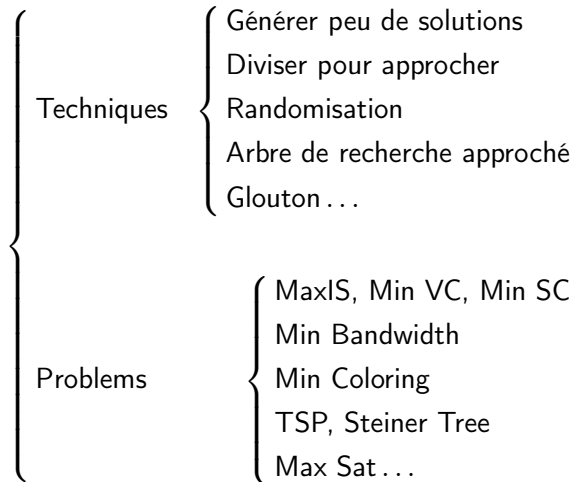 Générer peu de solutions
Diviser pour approcher
Techniques
Randomisation
Arbre de recherche approché
Glouton...
MaxIS, Min VC, Min SC
Min Bandwidth
Problems
Min Coloring
TSP, Steiner Tree
Max Sat...